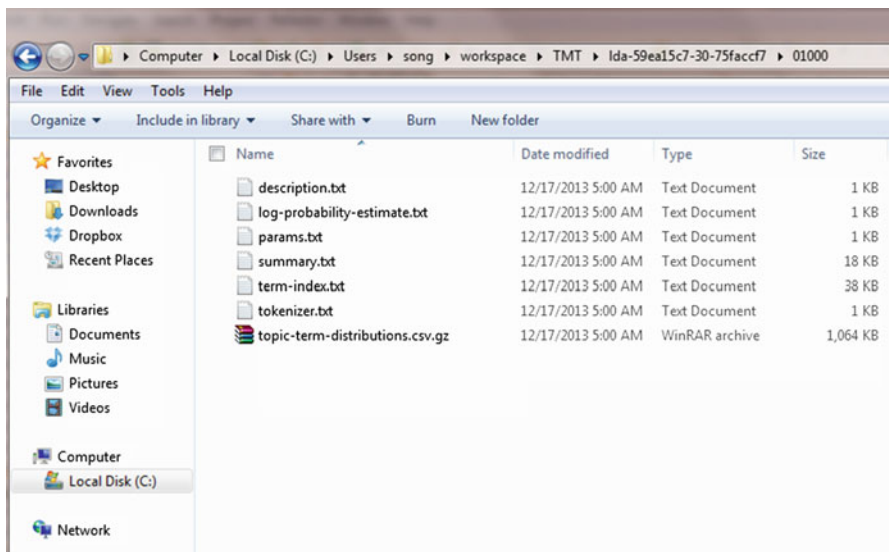 Computer ▸ Local Disk (C:) ▸ Users ▸ song ▸ workspace ▸ TMT ▸ lda-59ea15c7-30-75faccf7 ▸ 01000
File Edit View Tools Help
Organize Include in library Share with Burn New folder
Favorites
Desktop
Downloads
Dropbox
Recent Places
Libraries
Documents
Music
Pictures
Videos
Computer
Local Disk (C:)
Network
Name Date modified Type Size
description.txt 12/17/2013 5:00 AM Text Document 1 KB
log-probability-estimate.txt 12/17/2013 5:00 AM Text Document 1 KB
params.txt 12/17/2013 5:00 AM Text Document 1 KB
summary.txt 12/17/2013 5:00 AM Text Document 18 KB
term-index.txt 12/17/2013 5:00 AM Text Document 38 KB
tokenizer.txt 12/17/2013 5:00 AM Text Document 1 KB
topic-term-distributions.csv.gz 12/17/2013 5:00 AM WinRAR archive 1,064 KB